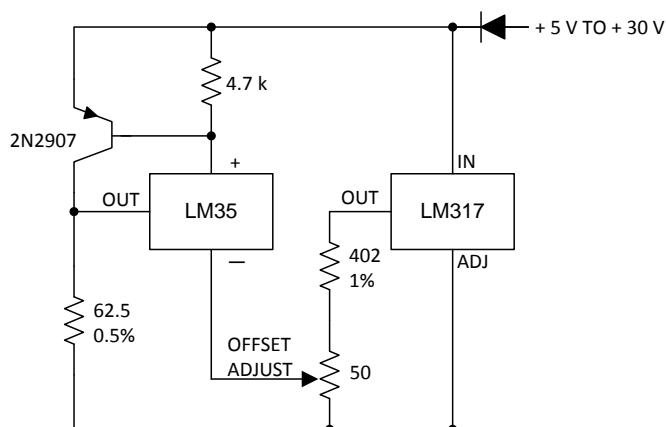 + 5 V TO + 30 V
4.7 k
2N2907
+
IN
OUT
LM35
OUT
LM317
—
ADJ
402
1%
62.5
0.5%
OFFSET
ADJUST
50